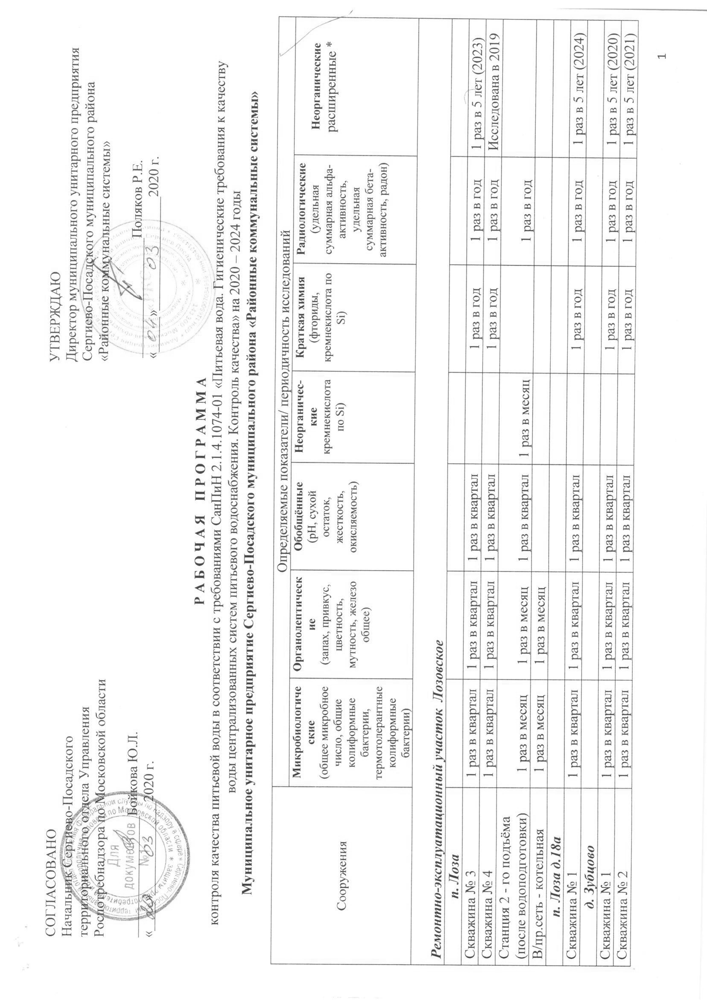 СОГЛАСОВАНО
Начальник Сергиево-Посадского
территориального отдела Управления
Роспотребнадзора по Московской области
Бойкова Ю.Л.
« » 03 2020 г.
Для
документов
№1
УТВЕРЖДАЮ
Директор муниципального унитарного предприятия
Сергиево-Посадского муниципального района
«Районные коммунальные системы»
Поляков Р.Е.
« 04 » 03 2020 г.
РАБОЧАЯ ПРОГРАММА
контроля качества питьевой воды в соответствии с требованиями СанПиН 2.1.4.1074-01 «Питьевая вода. Гигиенические требования к качеству
воды централизованных систем питьевого водоснабжения. Контроль качества» на 2020 – 2024 годы
Муниципальное унитарное предприятие Сергиево-Посадского муниципального района «Районные коммунальные системы»
Сооружения
Определяемые показатели/ периодичность исследований
Микробиологиче
ские
(общее микробное
число, общие
колиформные
бактерии,
термотолерантные
колиформные
бактерии)
Органолептическ
ие
(запах, привкус,
цветность,
мутность, железо
общее)
Обобщённые
(рН, сухой
остаток,
жесткость,
окисляемость)
Неорганичес-
кие
кремнекислота
по Si)
Краткая химия
(фториды,
кремнекислота по
Si)
Радиологические
(удельная
суммарная альфа-
активность,
удельная
суммарная бета-
активность, радон)
Неорганические
расширенные *
Ремонтно-эксплуатационный участок Лозовское
п. Лоза
Скважина № 3 1 раз в квартал 1 раз в квартал 1 раз в квартал 1 раз в год 1 раз в год 1 раз в 5 лет (2023)
Скважина № 4 1 раз в квартал 1 раз в квартал 1 раз в квартал 1 раз в год 1 раз в год Исследована в 2019
Станция 2 - го подъёма
(после водоподготовки) 1 раз в месяц 1 раз в месяц 1 раз в квартал 1 раз в месяц 1 раз в год
В/пр.сеть - котельная 1 раз в месяц 1 раз в месяц
п. Лоза д.18а
Скважина № 1 1 раз в квартал 1 раз в квартал 1 раз в квартал 1 раз в год 1 раз в год 1 раз в 5 лет (2024)
д. Зубцово
Скважина № 1 1 раз в квартал 1 раз в квартал 1 раз в квартал 1 раз в год 1 раз в год 1 раз в 5 лет (2020)
Скважина № 2 1 раз в квартал 1 раз в квартал 1 раз в квартал 1 раз в год 1 раз в год 1 раз в 5 лет (2021)
1